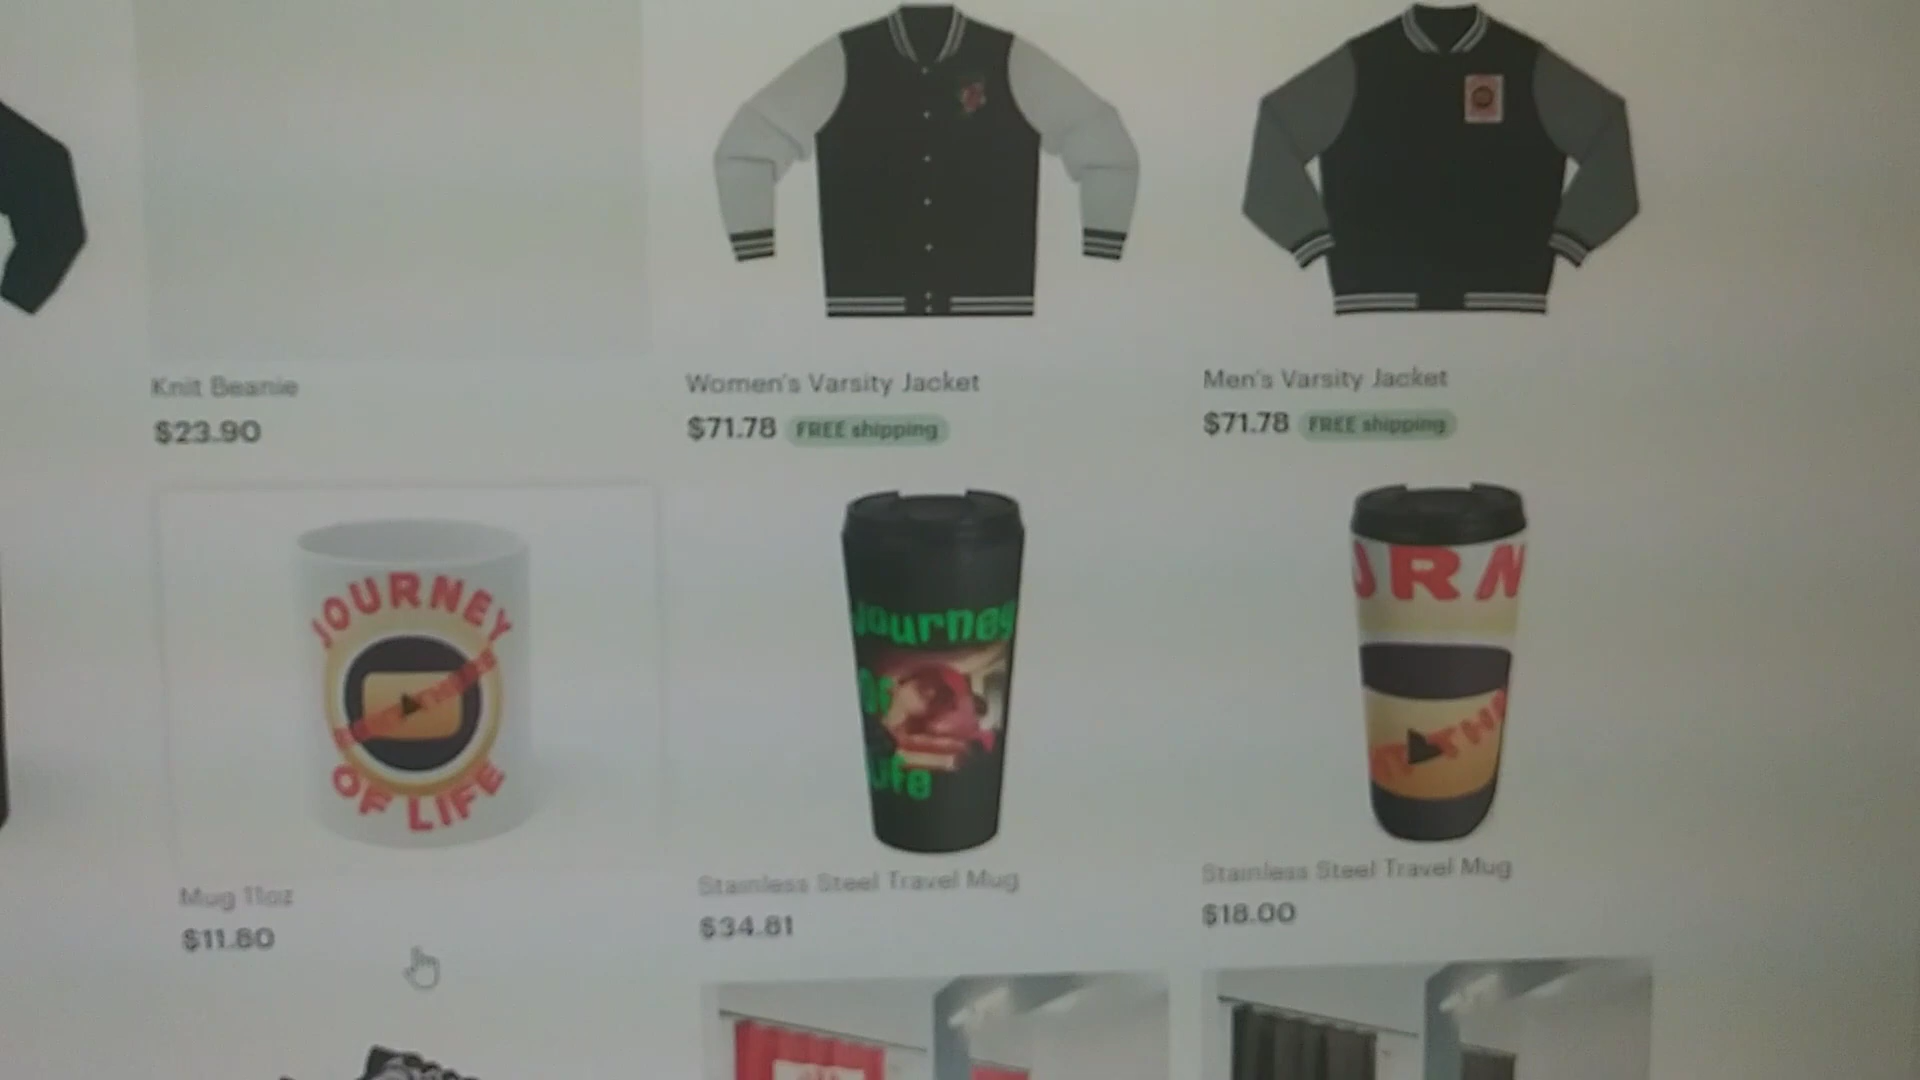 Knit Beanie
$23.90
Women's Varsity Jacket
$71.78 FREE shipping
Men's Varsity Jacket
$71.78 FREE shipping
JOURNEY
OF LIFE
Mug 11oz
$11.80
Journey
Of
Life
Stainless Steel Travel Mug
$34.81
URN
Stainless Steel Travel Mug
$18.00